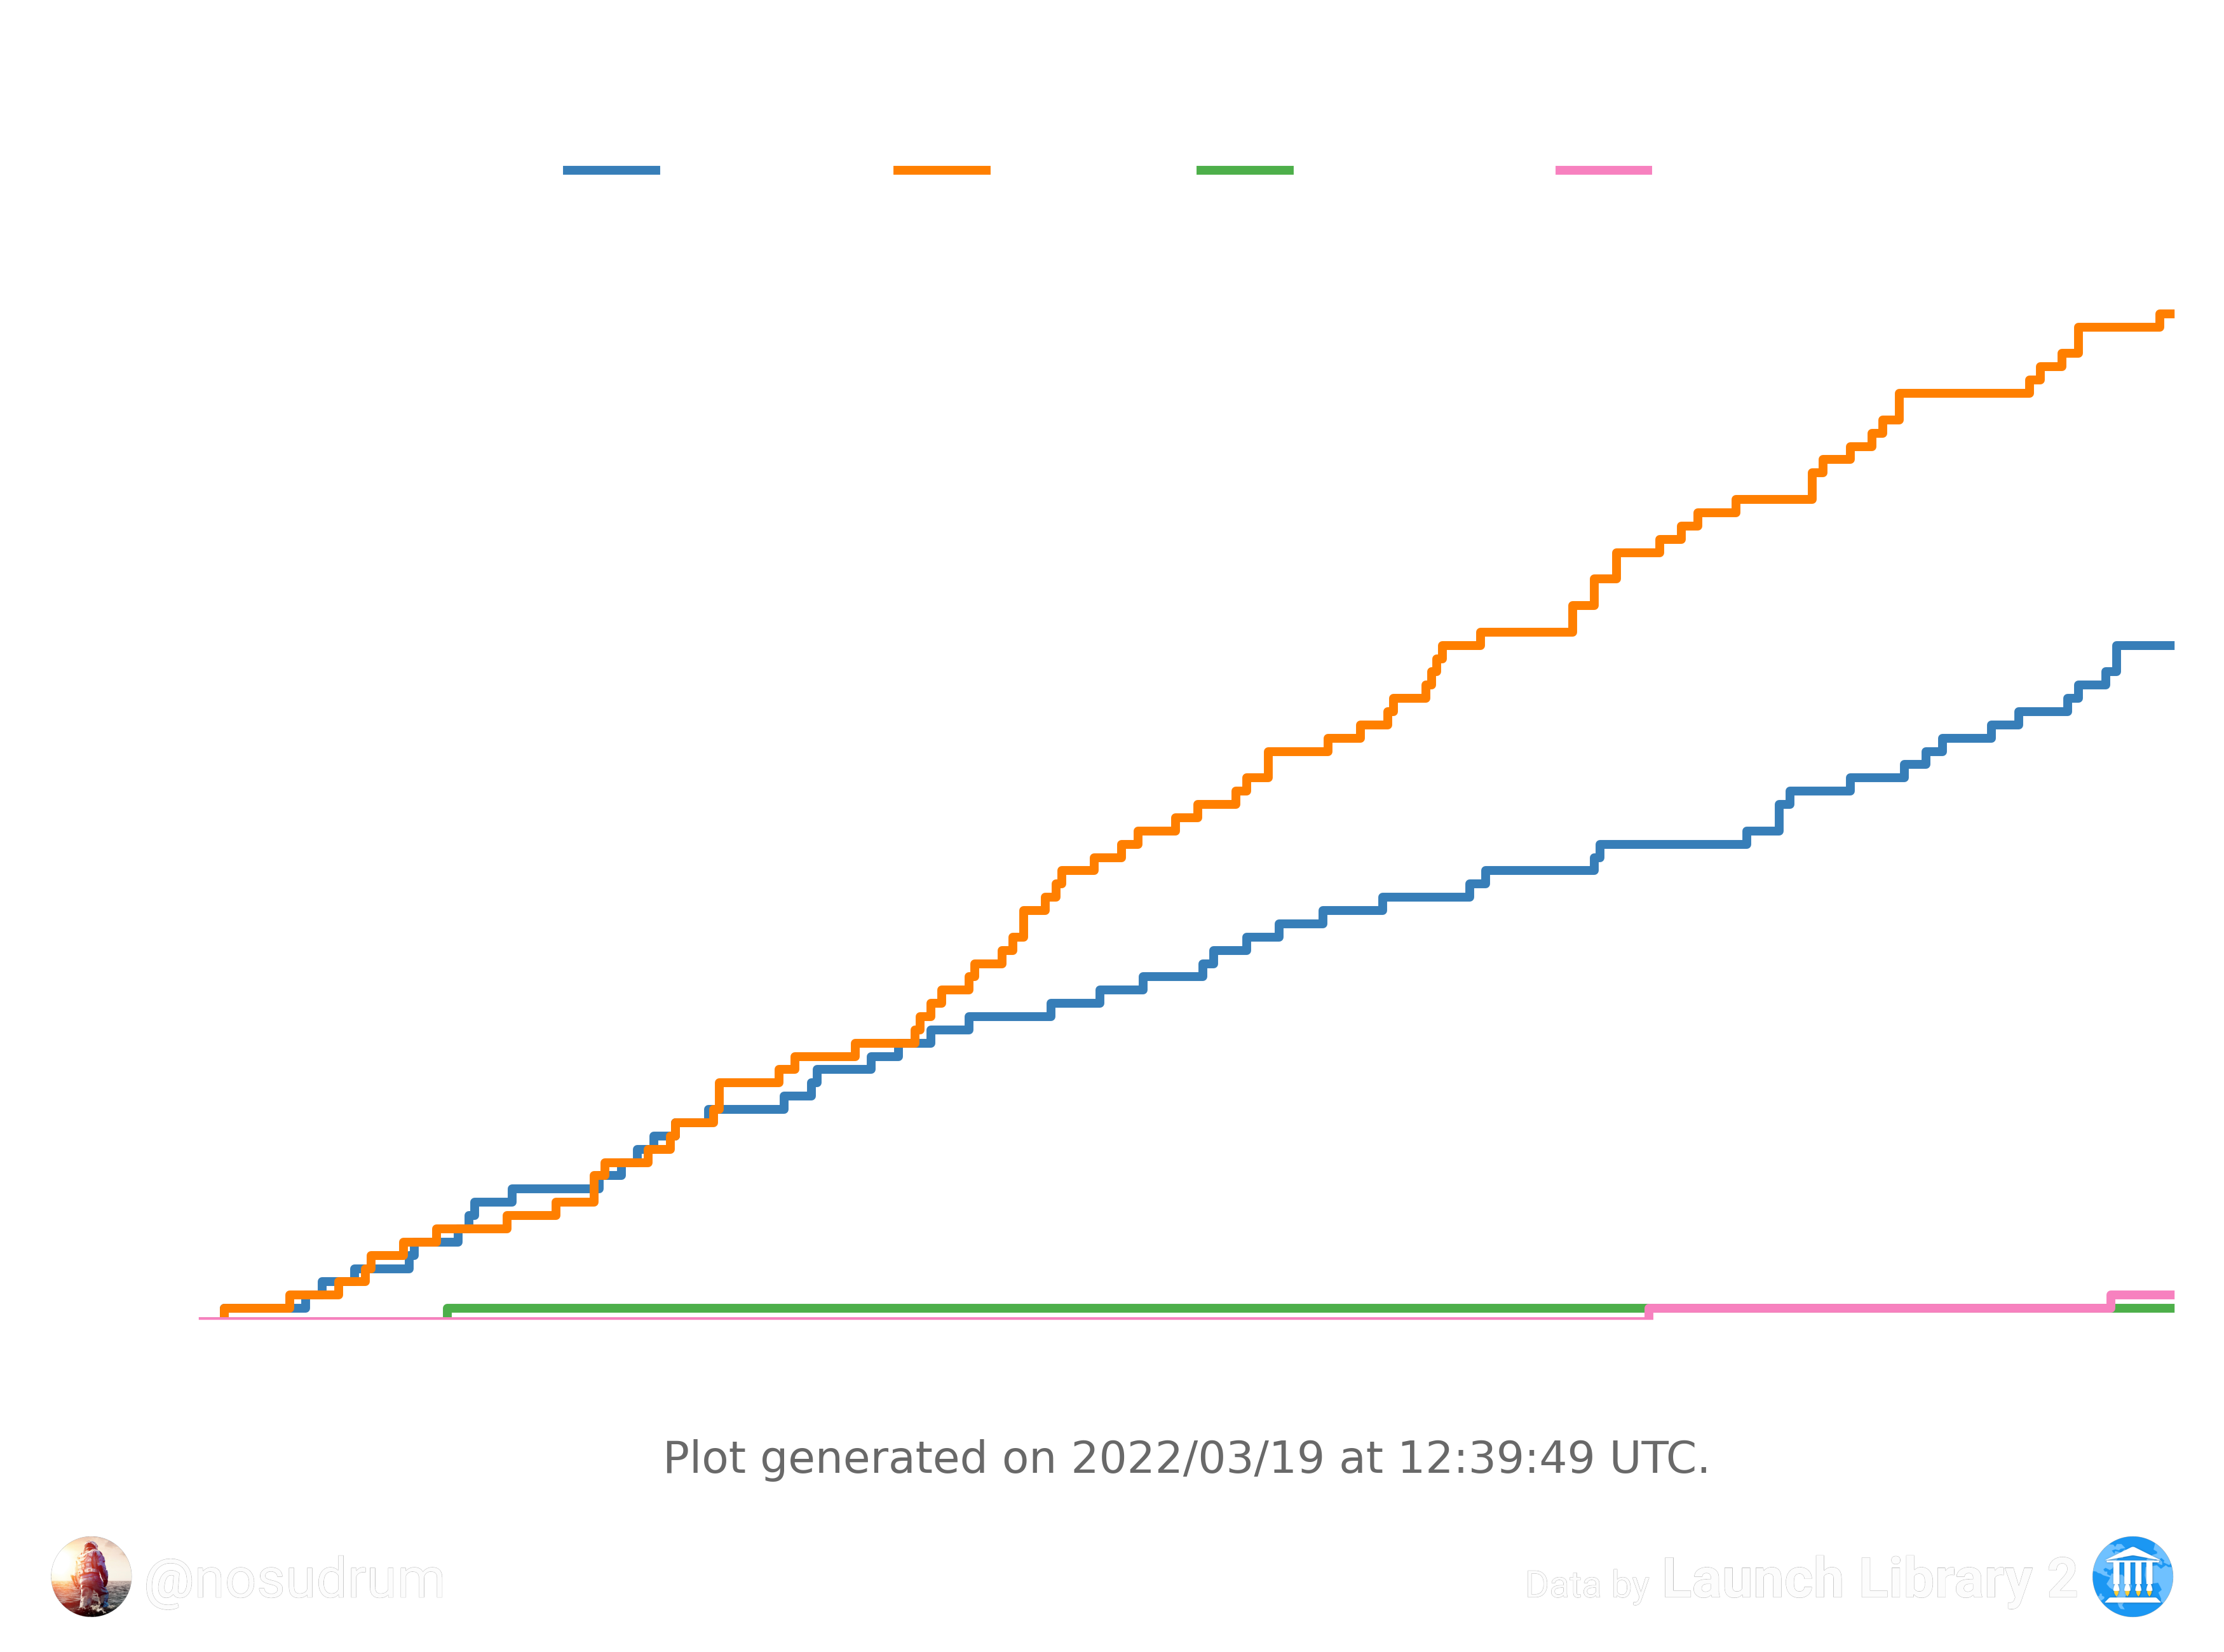 Plot generated on 2022/03/19 at 12:39:49 UTC.
@nosudrum
Data by Launch Library 2